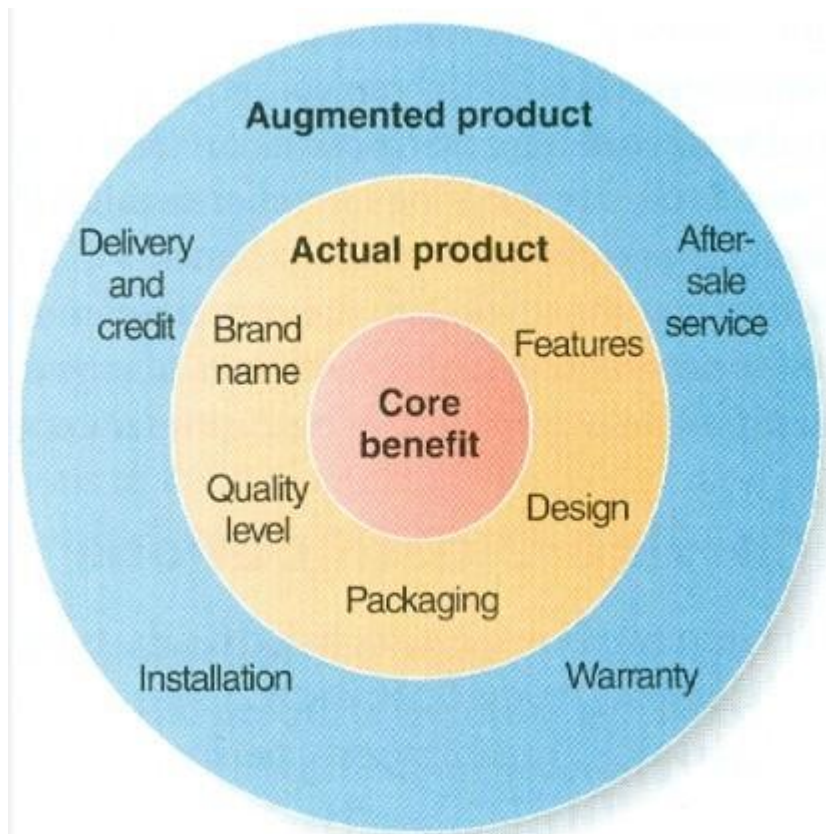 Augmented product
Delivery
and
credit
After-
sale
service
Actual product
Brand
name
Features
Core
benefit
Quality
level
Design
Packaging
Installation
Warranty